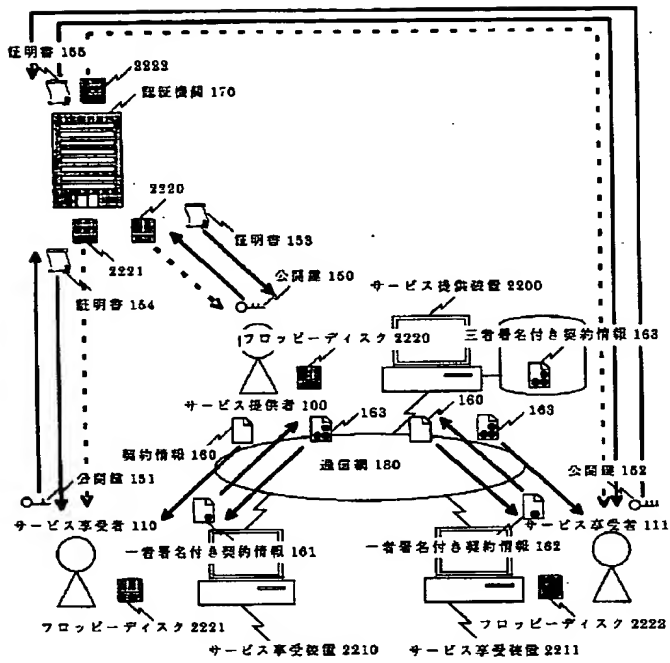 証明書 155
2222
認証機関 170
2220
2221
証明書 153
証明書 154
公開鍵 150
サービス提供装置 2200
フロッピーディスク 2220
三者署名付き契約情報 163
サービス提供者 100
163
160
163
契約情報 160
通信網 180
公開鍵 151
公開鍵 152
サービス享受者 110
サービス享受者 111
一者署名付き契約情報 161
一者署名付き契約情報 162
フロッピーディスク 2221
フロッピーディスク 2222
サービス享受装置 2210
サービス享受装置 2211